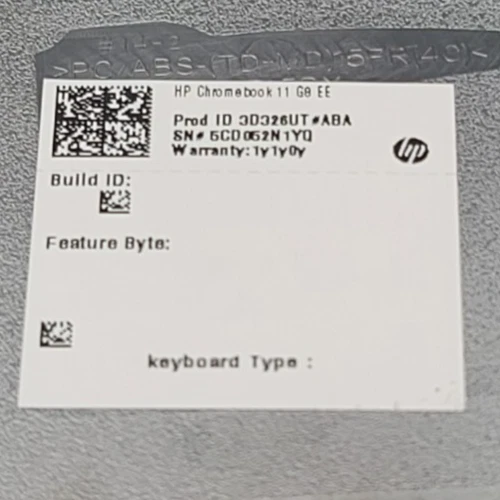 >PC/ABS-(TD+MD)5FR(40)<
HP Chromebook 11 G8 EE
Prod ID 3D326UT#ABA
SN# 5CD052N1YQ
Warranty:1y1y0y
hp
Build ID:
Feature Byte:
keyboard Type :